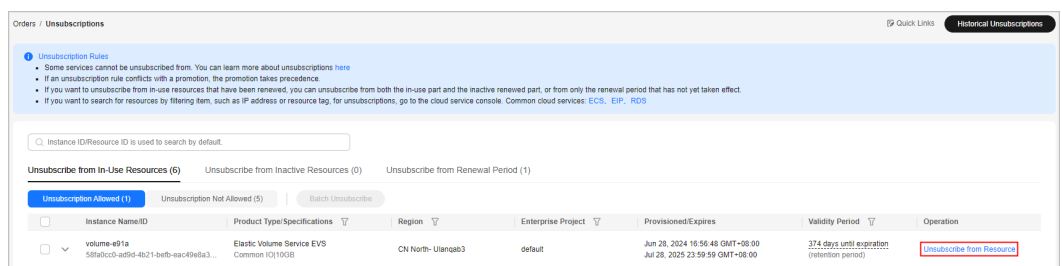 Orders / Unsubscriptions
Quick Links
Historical Unsubscriptions
Unsubscription Rules
• Some services cannot be unsubscribed from. You can learn more about unsubscriptions here
• If an unsubscription rule conflicts with a promotion, the promotion takes precedence.
• If you want to unsubscribe from in-use resources that have been renewed, you can unsubscribe from both the in-use part and the inactive renewed part, or from only the renewal period that has not yet taken effect.
• If you want to search for resources by filtering item, such as IP address or resource tag, for unsubscriptions, go to the cloud service console. Common cloud services: ECS, EIP, RDS
Instance ID/Resource ID is used to search by default.
Unsubscribe from In-Use Resources (6) Unsubscribe from Inactive Resources (0) Unsubscribe from Renewal Period (1)
Unsubscription Allowed (1) Unsubscription Not Allowed (5) Batch Unsubscribe
Instance Name/ID Product Type/Specifications Region Enterprise Project Provisioned/Expires Validity Period Operation
volume-e91a Elastic Volume Service EVS CN North- Ulanqab3 default Jun 28, 2024 16:56:48 GMT+08:00 374 days until expiration Unsubscribe from Resource
58fa0cc0-ad9d-4b21-befb-eac49e8a3... Common IO|10GB Jul 28, 2025 23:59:59 GMT+08:00 (retention period)